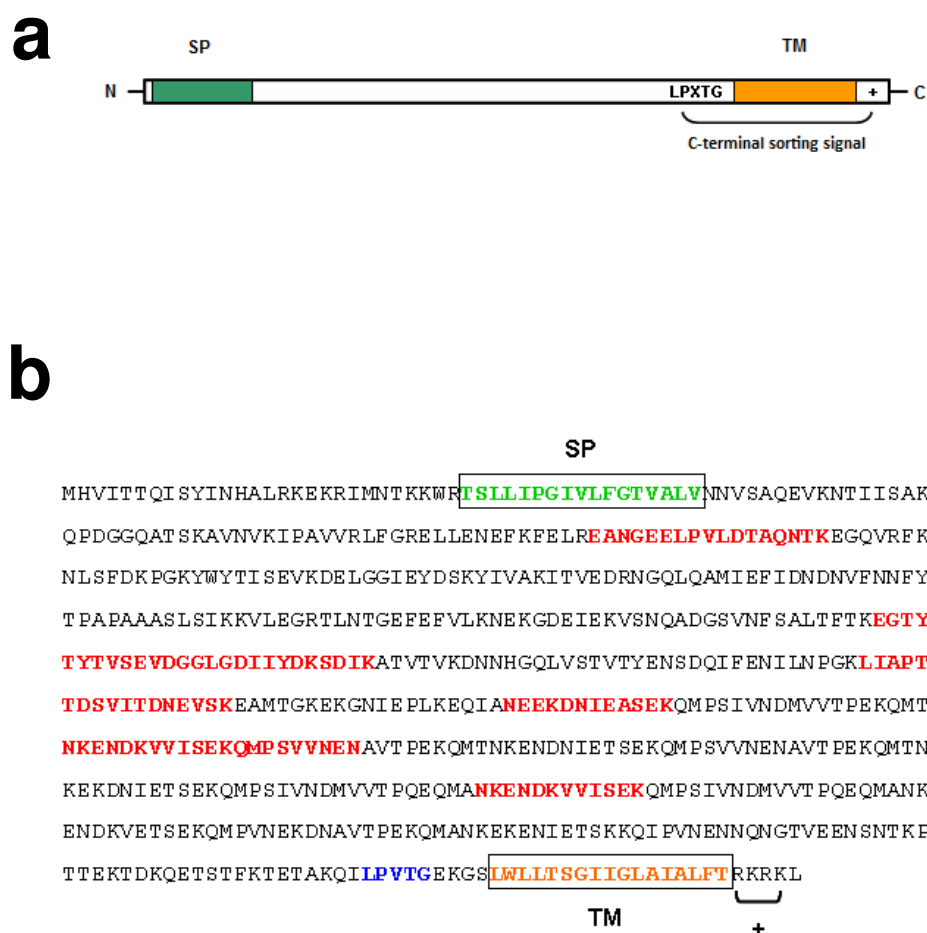 a
SP TM
N LPXTG + C
C-terminal sorting signal
b
SP
MHVITTQISYINHALRKEKRIMNTKKWRTSLLIPGIVLFGTVALVNNVSAQEVKNTIISAK
QPDGGQATSKAVNVKIPAVVRLFGRELLENEFKFELREANGEELPVLDTAQNTKEGQVRFK
NLSFDKPGKYWYTISEVKDELGGIEYDSKYIVAKITVEDRNGQLQAMIEFIDNDNVFNNFY
TPAPAAASLSIKKVLEGRTLNTGEFEFVLKNEKGDEIEKVSNQADGSVNFSALTFTKEGTY
TYTVSEVDGGLGDIIYDKSDIKATVTVKDNNHGQLVSTVTYENSDQIFENILNPGKLIAPT
TDSVITDNEVSKEAMTGKEKGNIEPLKEQIANEEKDNIEASEKQMPSIVNDMVVTPEKQMT
NKENDKVVISEKQMPSVVNENAVTPEKQMTNKENDNIETSEKQMPSVVNENAVTPEKQMTN
KEKDNIETSEKQMPSIVNDMVVTPQEQMANKENDKVVISEKQMPSIVNDMVVTPQEQMANK
ENDKVETSEKQMPVNEKDNAVTPEKQMANKEKENIETSKKQIPVNENNQNGTVEENSNTKP
TTEKTDKQETSTFKTETAKQILPVTGEKGSLWLLTSGIIGLAIALFTRKRKL
TM +